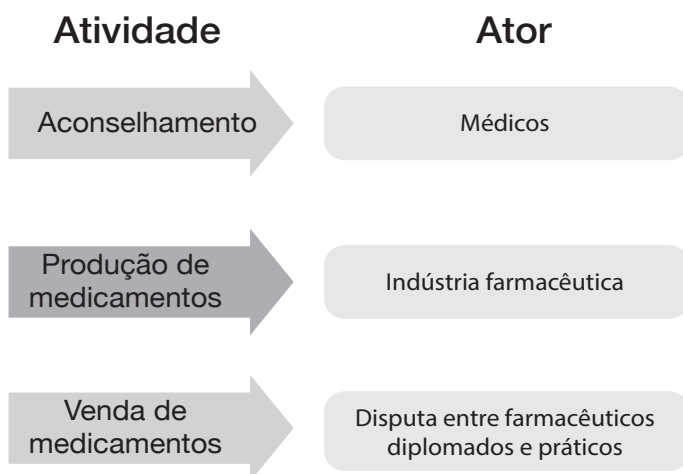 Atividade
Ator
Aconselhamento
Médicos
Produção de
medicamentos
Indústria farmacêutica
Venda de
medicamentos
Disputa entre farmacêuticos
diplomados e práticos